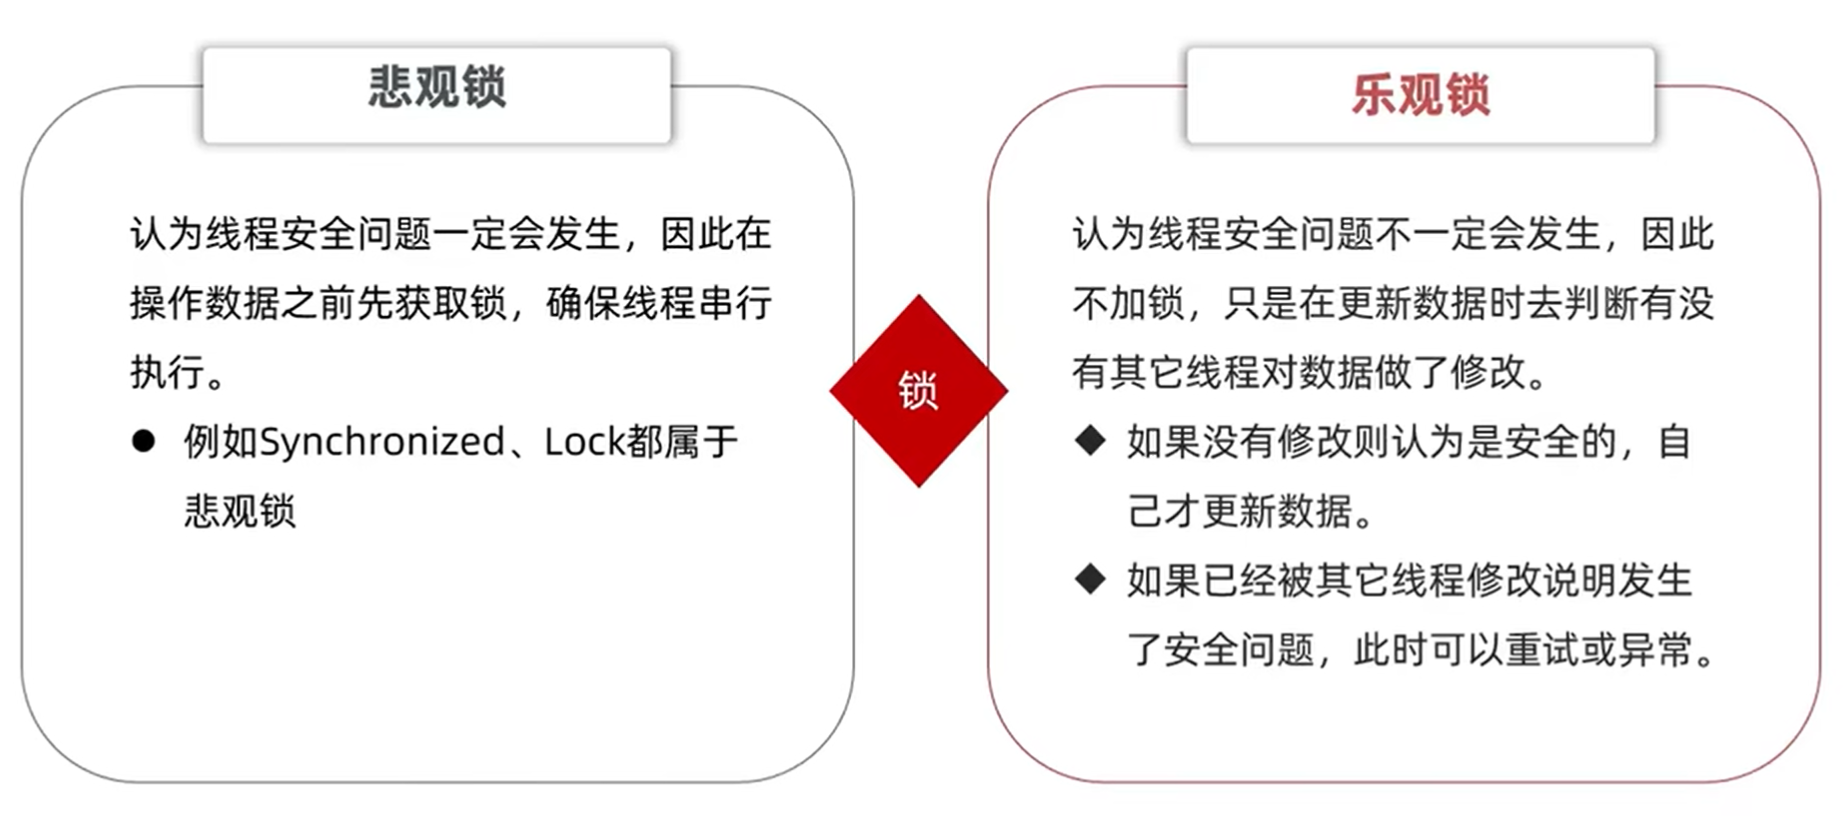 悲观锁
认为线程安全问题一定会发生，因此在
操作数据之前先获取锁，确保线程串行
执行。
● 例如Synchronized、Lock都属于
悲观锁
锁
乐观锁
认为线程安全问题不一定会发生，因此
不加锁，只是在更新数据时去判断有没
有其它线程对数据做了修改。
◆ 如果没有修改则认为是安全的，自
己才更新数据。
◆ 如果已经被其它线程修改说明发生
了安全问题，此时可以重试或异常。